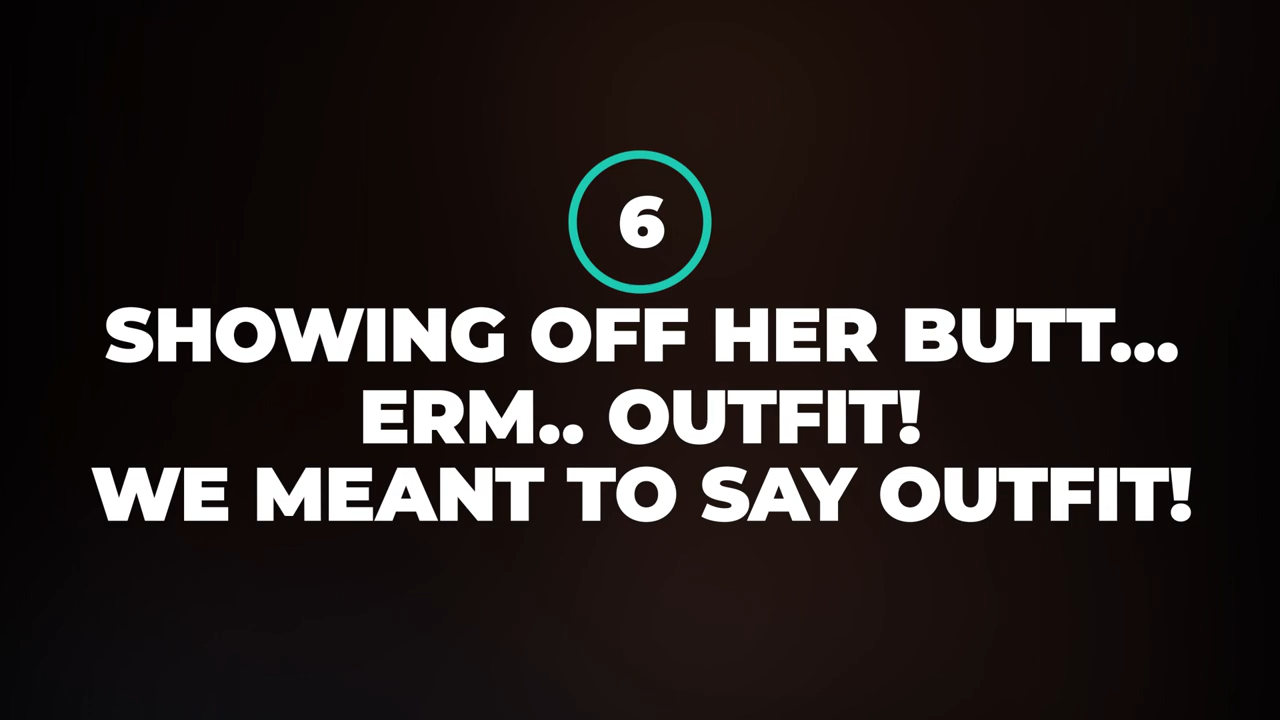 6
SHOWING OFF HER BUTT...
ERM.. OUTFIT!
WE MEANT TO SAY OUTFIT!